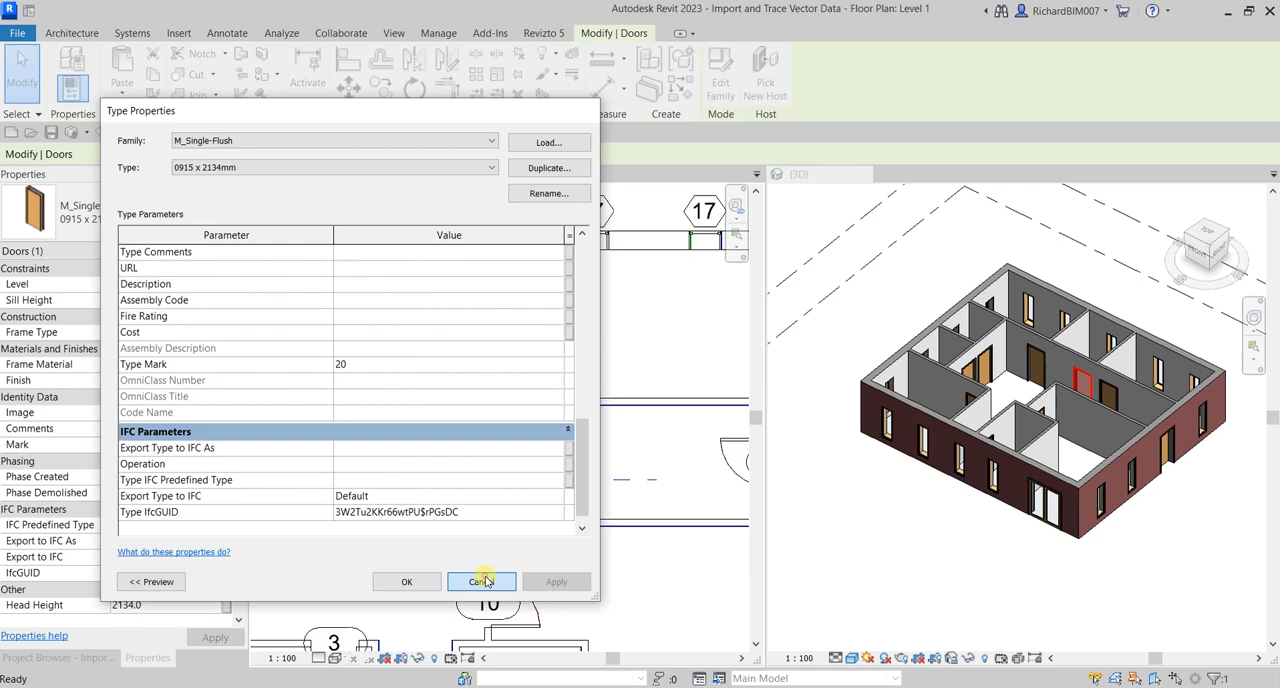 Autodesk Revit 2023 - Import and Trace Vector Data - Floor Plan: Level 1
RichardBIM007
File Architecture Systems Insert Annotate Analyze Collaborate View Manage Add-Ins Revizto 5 Modify | Doors
Modify Paste Notch Cut Join Activate Edit Family Pick New Host
Select Properties Create Mode Host
Modify | Doors
Type Properties
Family: M_Single-Flush Load...
Type: 0915 x 2134mm Duplicate...
Rename...
Type Parameters
Parameter Value =
Type Comments
URL
Description
Assembly Code
Fire Rating
Cost
Assembly Description
Type Mark 20
OmniClass Number
OmniClass Title
Code Name
IFC Parameters
Export Type to IFC As
Operation
Type IFC Predefined Type
Export Type to IFC Default
Type IfcGUID 3W2Tu2KKr66wtPU$rPGsDC
What do these properties do?
<< Preview OK Apply
Properties
M_Single
0915 x 21
Doors (1)
Constraints
Level
Sill Height
Construction
Frame Type
Materials and Finishes
Frame Material
Finish
Identity Data
Image
Comments
Mark
Phasing
Phase Created
Phase Demolished
IFC Parameters
IFC Predefined Type
Export to IFC As
Export to IFC
IfcGUID
Other
Head Height 2134.0
Properties help Apply
Project Browser - Impor... Properties
17
10
3
1 : 100
{3D}
TOP
FRONT
1 : 100
Ready
:0
Main Model
:1